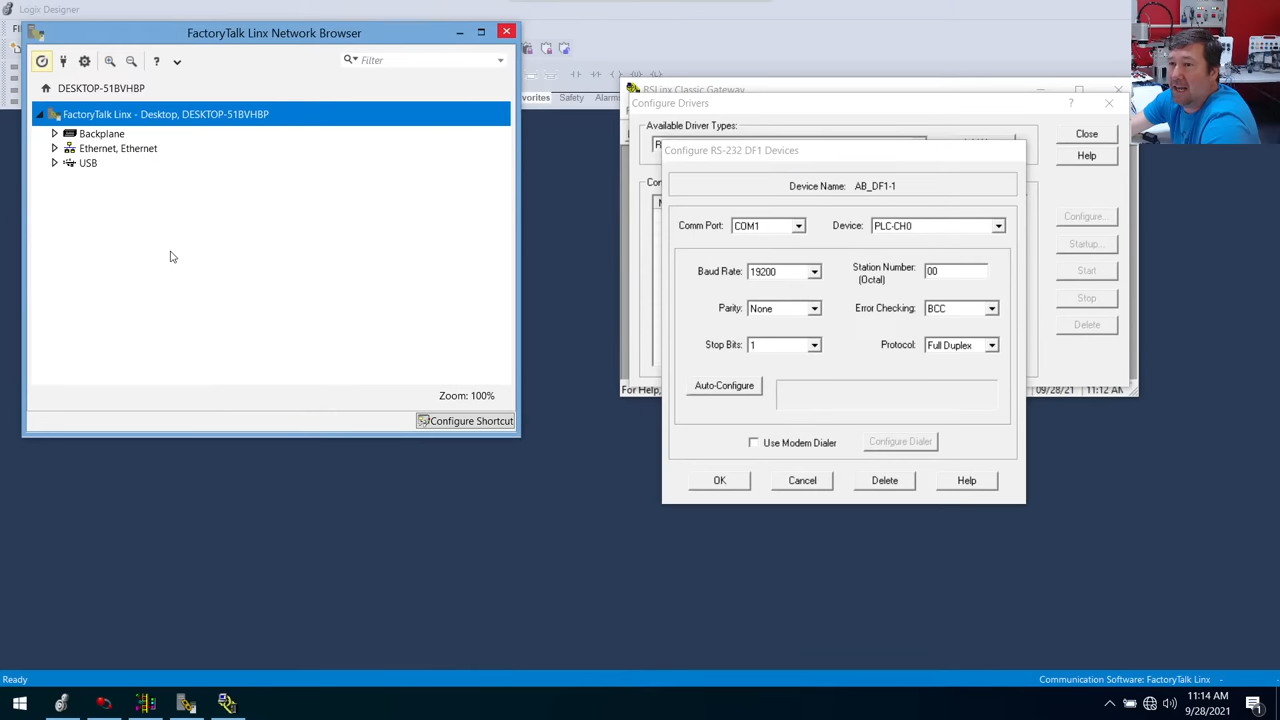 Logix Designer
FactoryTalk Linx Network Browser
Filter
DESKTOP-51BVHBP
FactoryTalk Linx - Desktop, DESKTOP-51BVHBP
Backplane
Ethernet, Ethernet
USB
Zoom: 100%
Configure Shortcut
vorites Safety Alarm
RSLinx Classic Gateway
Configure Drivers
?
Available Driver Types:
Close
Help
Configure...
Startup...
Start
Stop
Delete
Configure RS-232 DF1 Devices
Device Name: AB_DF1-1
Comm Port: COM1 Device: PLC-CH0
Baud Rate: 19200 Station Number: 00
(Octal)
Parity: None Error Checking: BCC
Stop Bits: 1 Protocol: Full Duplex
Auto-Configure
Use Modem Dialer Configure Dialer
OK Cancel Delete Help
For Help, 09/28/21 11:12 AM
Ready Communication Software: FactoryTalk Linx -
11:14 AM
9/28/2021
1